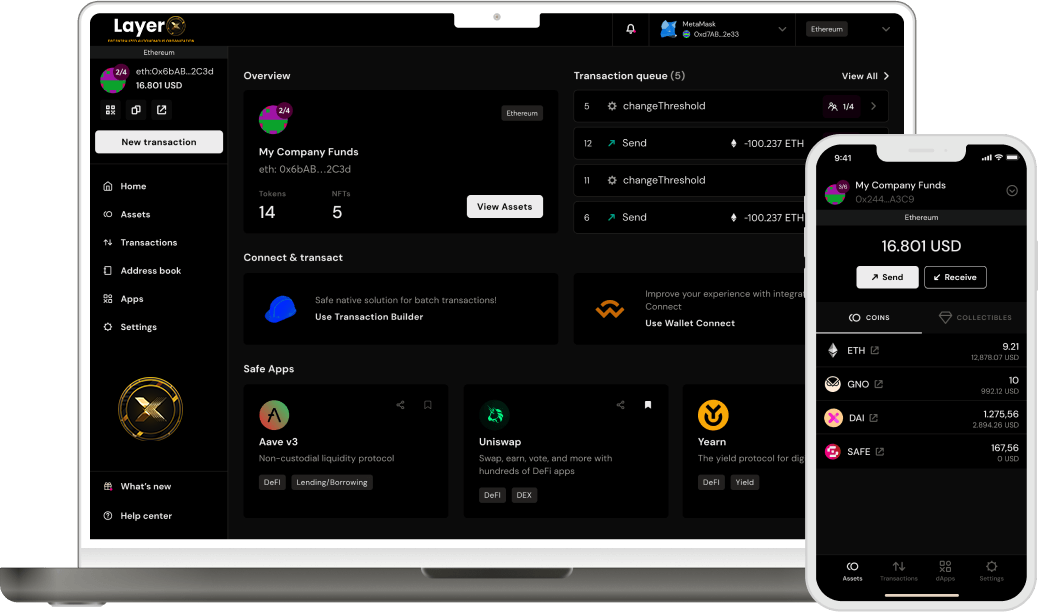 Layer
Ethereum
2/4
eth:0x6bAB...2C3d
16.801 USD
New transaction
Home
Assets
Transactions
Address book
Apps
Settings
What's new
Help center
MetaMask
0xd7AB...2e33
Ethereum
Overview
2/4
Ethereum
My Company Funds
eth: 0x6bAB...2C3d
Tokens NFTs
14 5
View Assets
Transaction queue (5) View All
5 changeThreshold 1/4
12 Send -100.237 ETH
11 changeThreshold
6 Send -100.237 ETH
Connect & transact
Safe native solution for batch transactions!
Use Transaction Builder
Improve your experience with integrat
Connect
Use Wallet Connect
Safe Apps
Aave v3
Non-custodial liquidity protocol
DeFI Lending/Borrowing
Uniswap
Swap, earn, vote, and more with
hundreds of DeFi apps
DeFI DEX
Yearn
The yield protocol for dig
DeFI Yield
9:41
3/6
My Company Funds
0x244...A3C9
Ethereum
16.801 USD
Send Receive
COINS COLLECTIBLES
ETH 9.21
12,878.07 USD
GNO 10
992.12 USD
DAI 1.275,56
2,894.26 USD
SAFE 167,56
0 USD
Assets Transactions dApps Settings